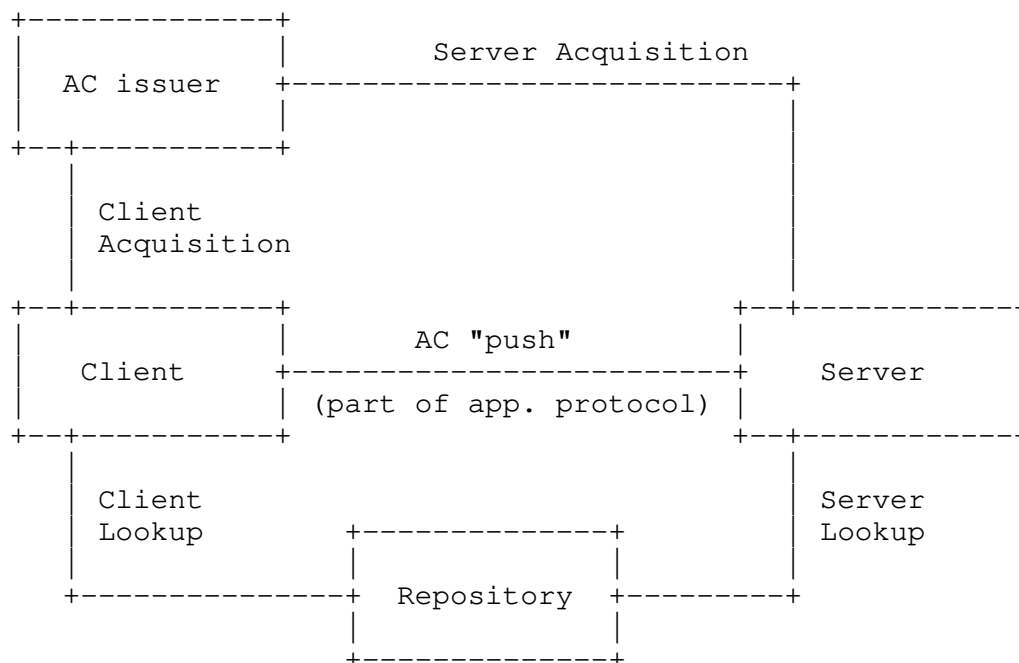 Server Acquisition
AC issuer
Client
Acquisition
AC "push"
Client
Server
(part of app. protocol)
Client
Lookup
Server
Lookup
Repository